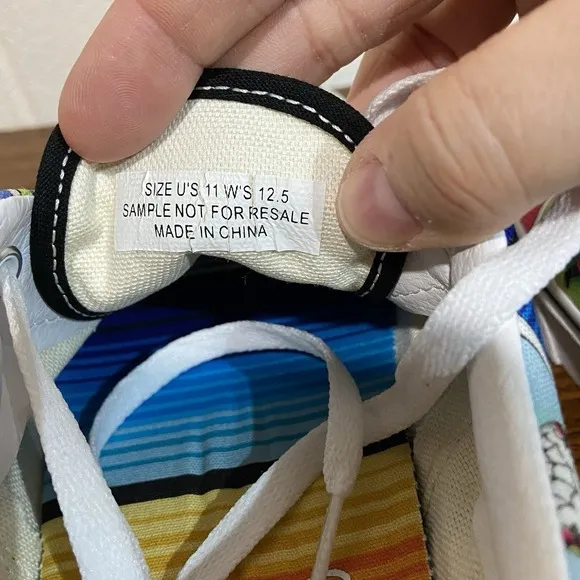 SIZE U'S 11 W'S 12.5
SAMPLE NOT FOR RESALE
MADE IN CHINA